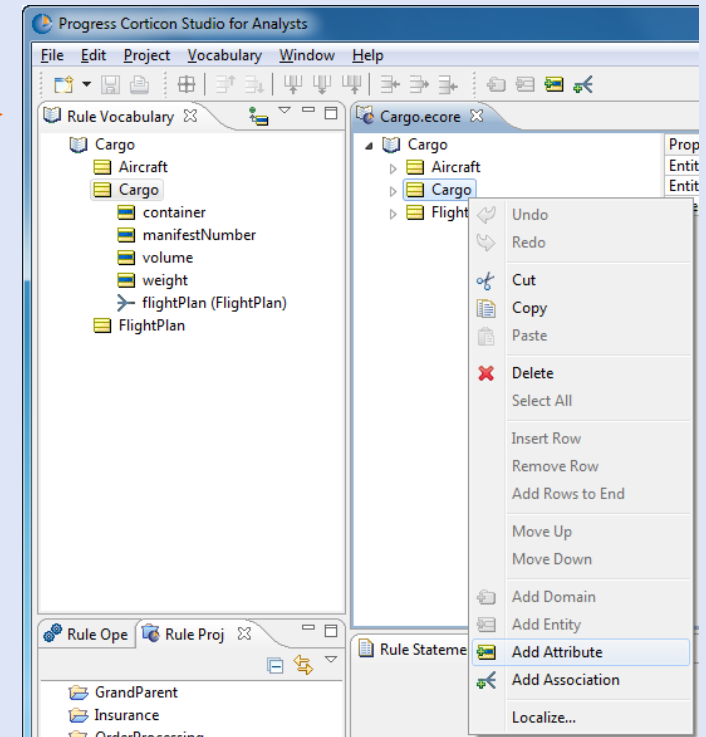 Progress Corticon Studio for Analysts
File Edit Project Vocabulary Window Help
Rule Vocabulary
Cargo
Aircraft
Cargo
container
manifestNumber
volume
weight
flightPlan (FlightPlan)
FlightPlan
Cargo.ecore
Cargo
Aircraft
Cargo
Flight
Prop
Entit
Entit
Undo
Redo
Cut
Copy
Paste
Delete
Select All
Insert Row
Remove Row
Add Rows to End
Move Up
Move Down
Add Domain
Add Entity
Add Attribute
Add Association
Localize...
Rule Ope Rule Proj
GrandParent
Insurance
OrderProcessing
Rule Stateme